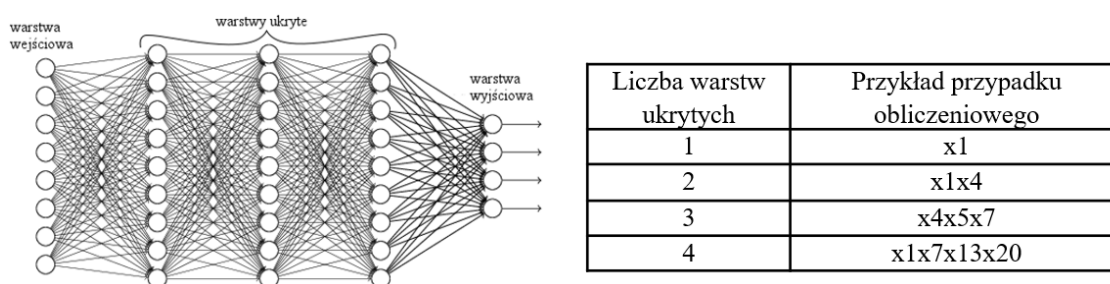 warstwa
wejściowa
warstwy ukryte
warstwa
wyjściowa
Liczba warstw
ukrytych
Przykład przypadku
obliczeniowego
1
x1
2
x1x4
3
x4x5x7
4
x1x7x13x20